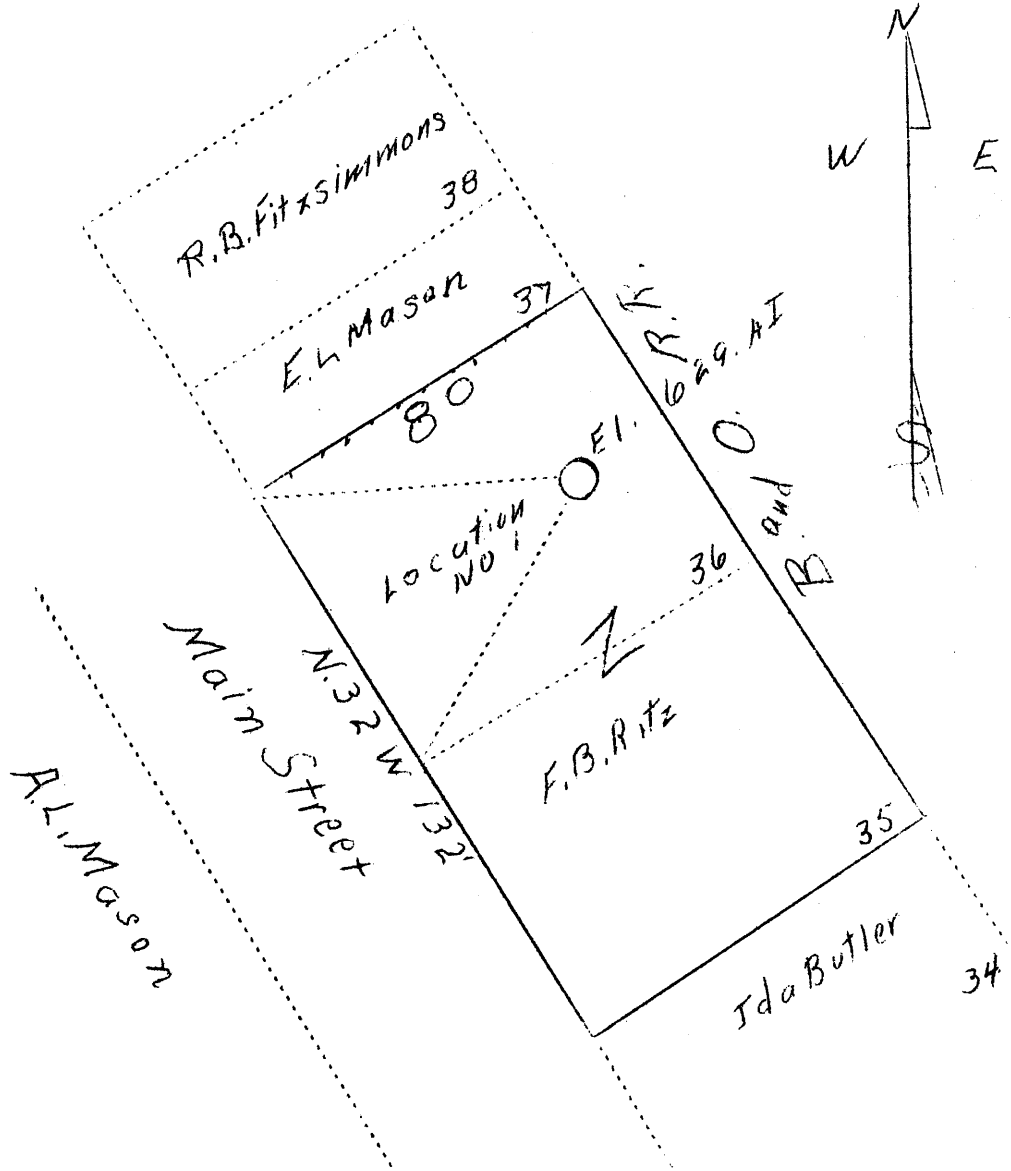 N
W E
S
R.B.Fitzsimmons
38
E.L Mason
37
80
R.R.
El. 629.AI
B and O.
Location
NO 1
36
Z
N.32 W 132'
Main Street
F.B.Ritz
A.L.Mason
35
Ida Butler
34